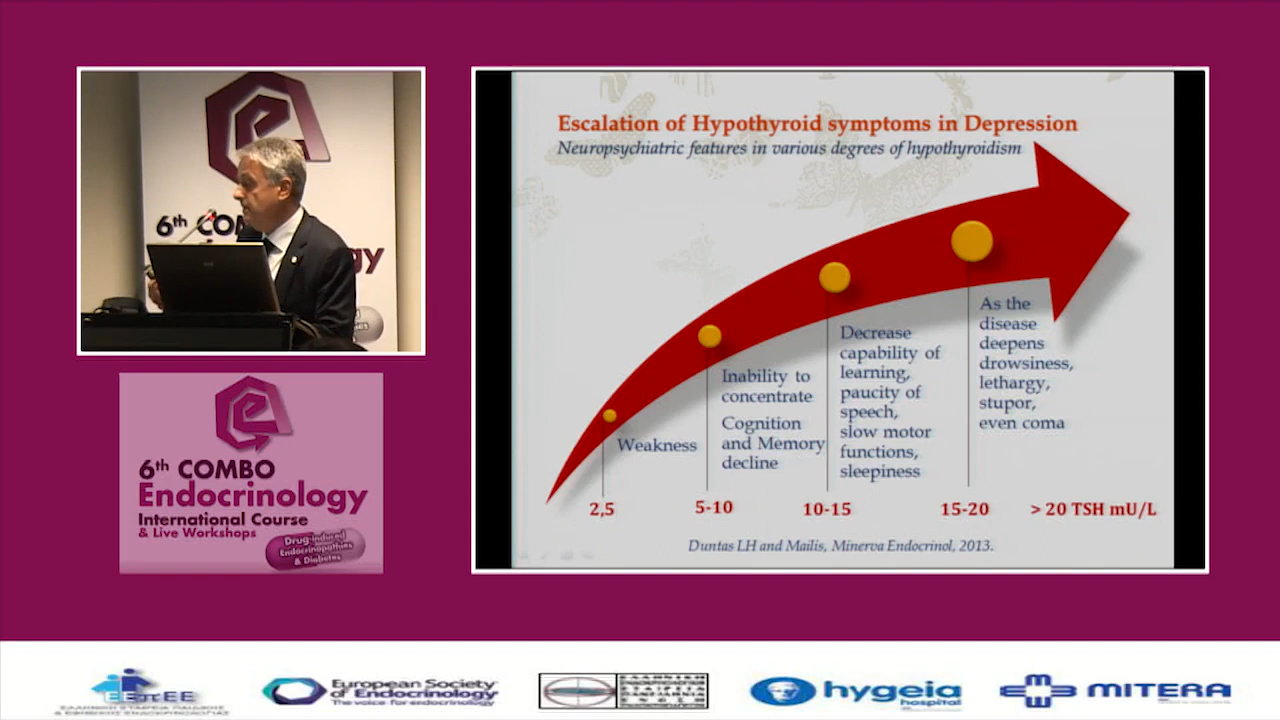 6th COM
gy
6th COMBO
Endocrinology
International Course
& Live Workshops
Drug-induced
Endocrinopathies
& Diabetes
Escalation of Hypothyroid symptoms in Depression
Neuropsychiatric features in various degrees of hypothyroidism
Weakness
Inability to
concentrate
Cognition
and Memory
decline
Decrease
capability of
learning,
paucity of
speech,
slow motor
functions,
sleepiness
As the
disease
deepens
drowsiness,
lethargy,
stupor,
even coma
2,5
5-10
10-15
15-20
> 20 TSH mU/L
Duntas LH and Mailis, Minerva Endocrinol, 2013.
European Society
of Endocrinology
The voice for endocrinology
hygeia
hospital
MITERA